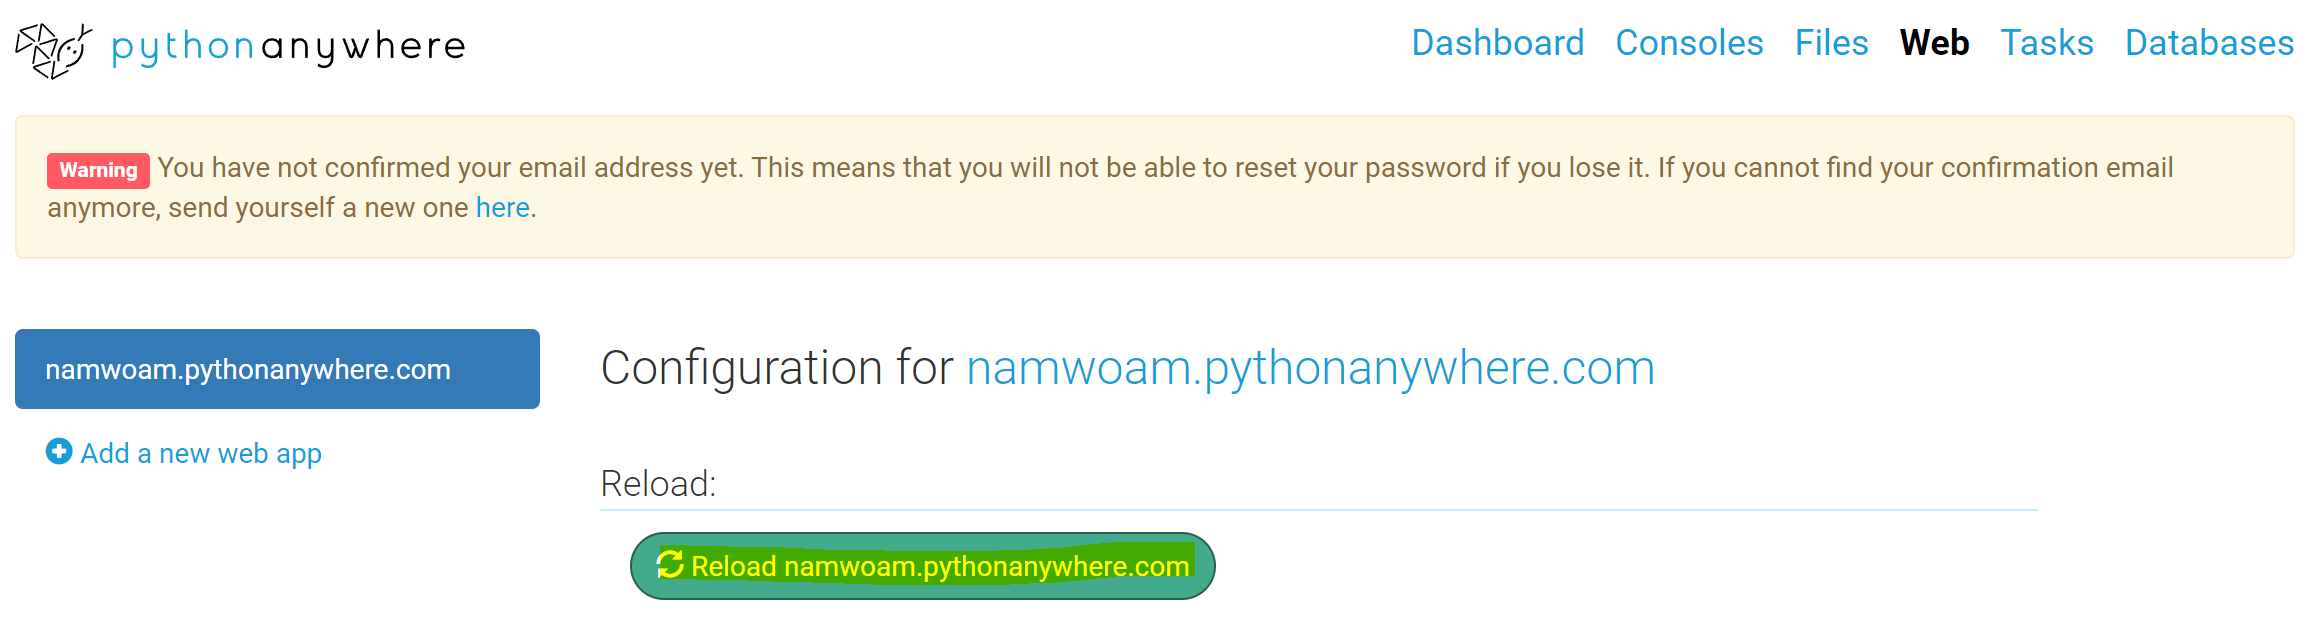 pythonanywhere
Dashboard Consoles Files Web Tasks Databases
Warning You have not confirmed your email address yet. This means that you will not be able to reset your password if you lose it. If you cannot find your confirmation email
anymore, send yourself a new one here.
namwoam.pythonanywhere.com
Add a new web app
Configuration for namwoam.pythonanywhere.com
Reload:
Reload namwoam.pythonanywhere.com